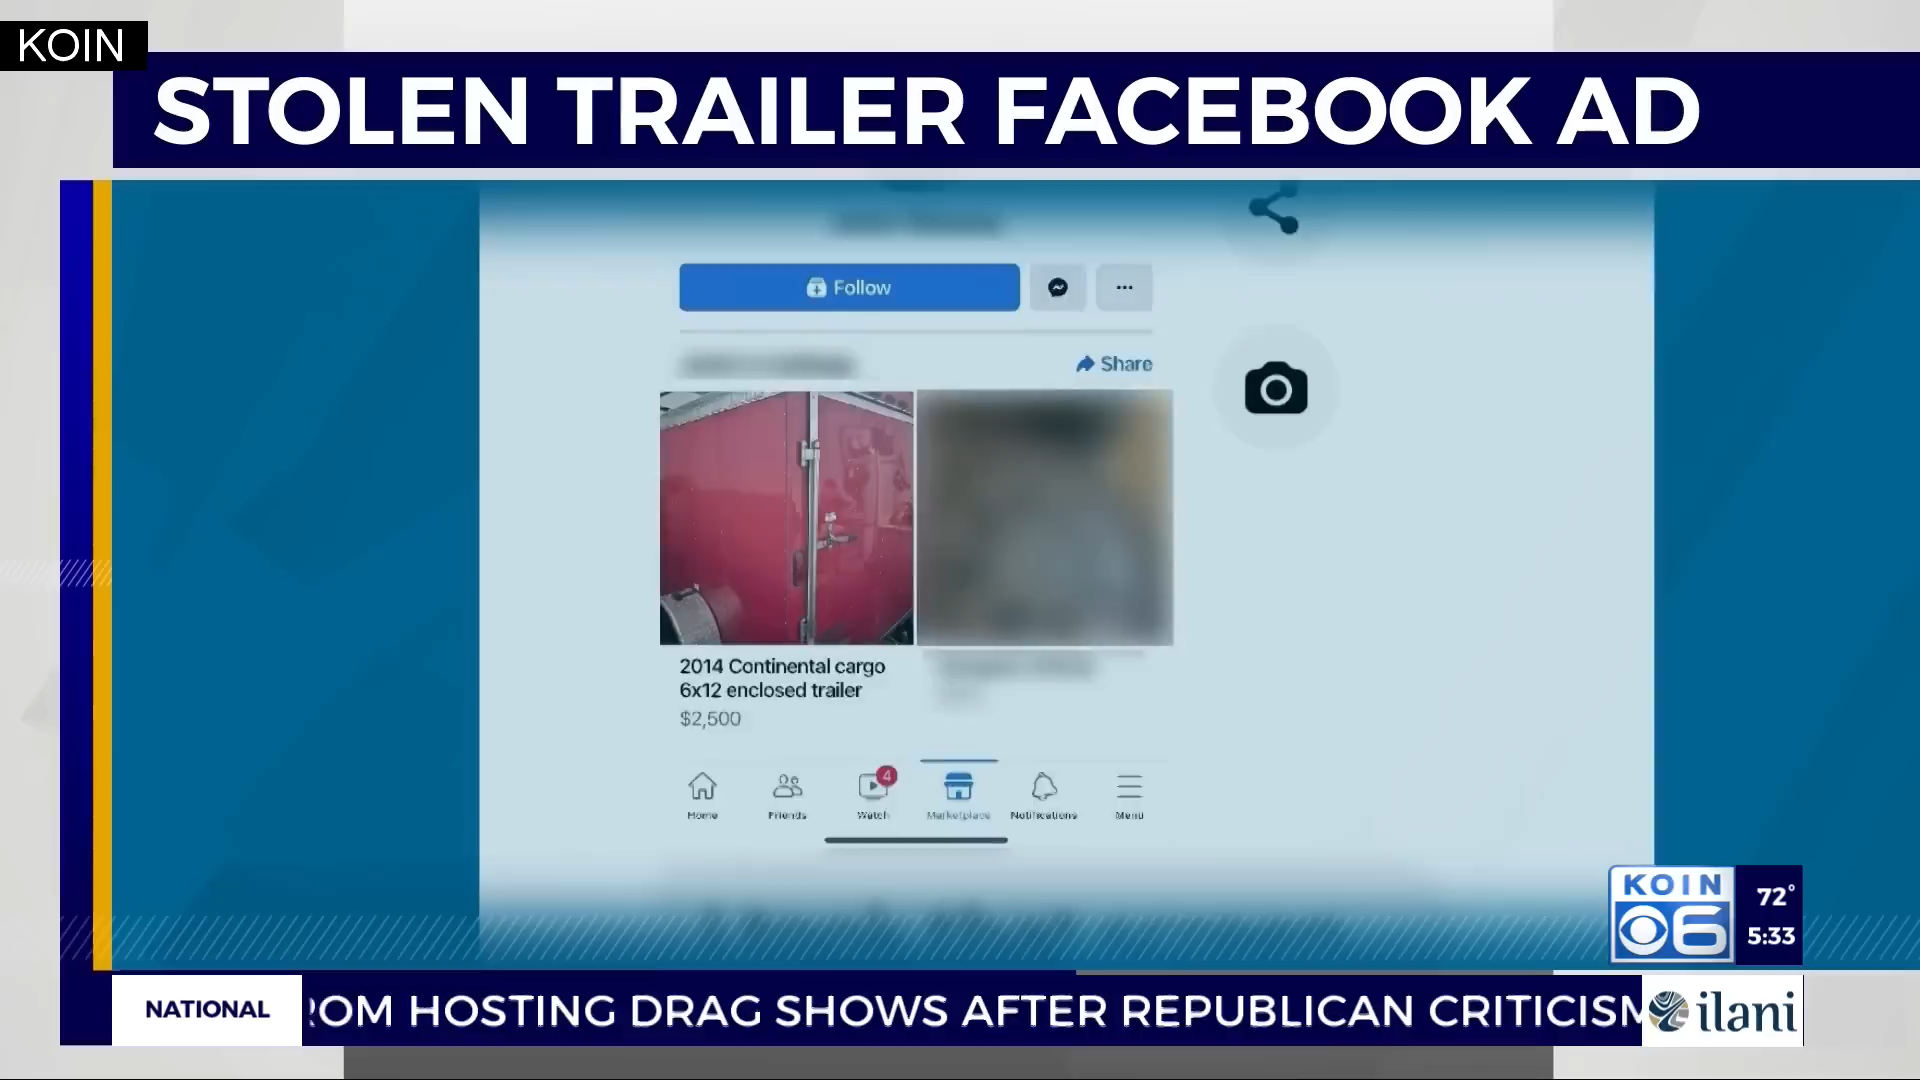 KOIN
STOLEN TRAILER FACEBOOK AD
Follow
Share
2014 Continental cargo
6x12 enclosed trailer
$2,500
4
Home
Friends
Watch
Marketplace
Notifications
Menu
KOIN
6
72°
5:33
NATIONAL
ROM HOSTING DRAG SHOWS AFTER REPUBLICAN CRITICISM
ilani